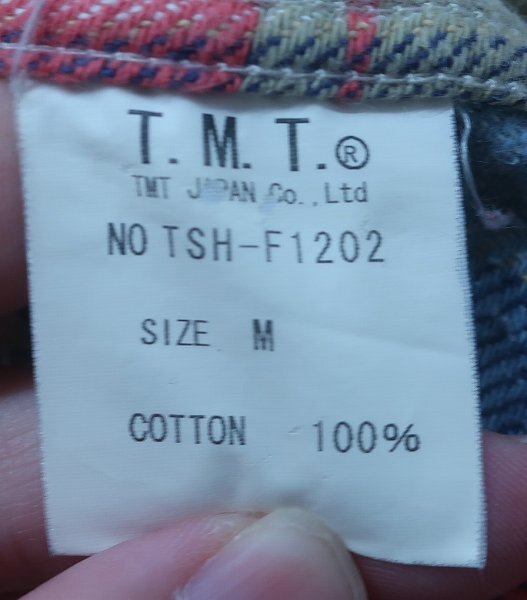 T. M. T.®
TMT JAPAN Co.,Ltd
NO TSH-F1202
SIZE M
COTTON 100%